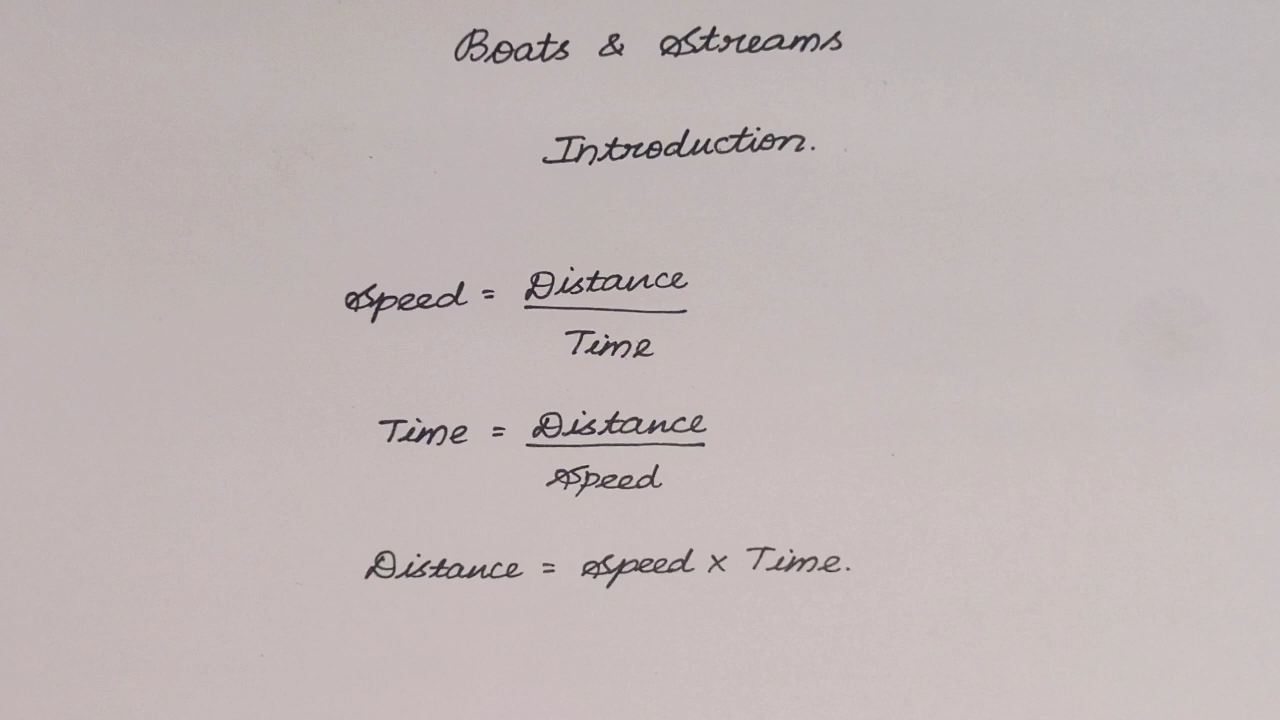 Boats & Streams
Introduction.
Speed = Distance
Time
Time = Distance
Speed
Distance = Speed x Time.